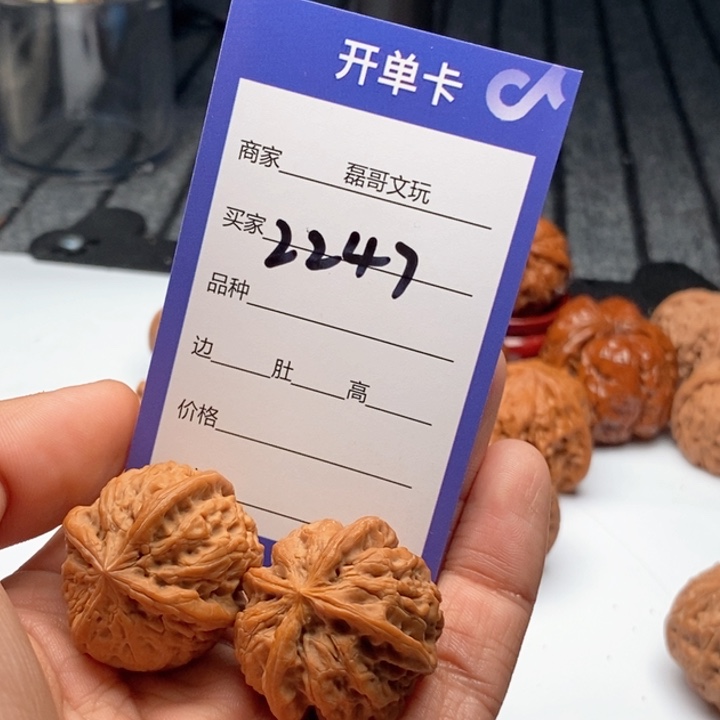 开单卡
商家 磊哥文玩
买家 2247
品种
边 肚 高
价格